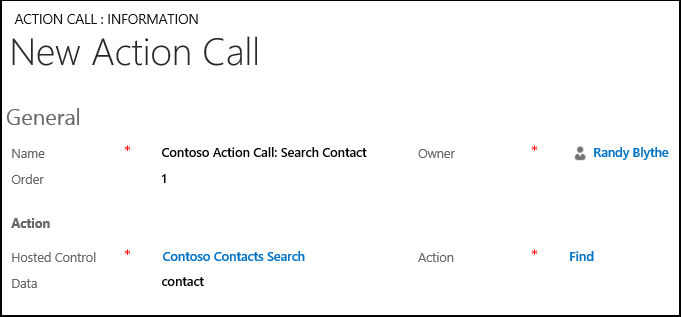 ACTION CALL : INFORMATION
New Action Call
General
Name * Contoso Action Call: Search Contact Owner * Randy Blythe
Order 1
Action
Hosted Control * Contoso Contacts Search Action * Find
Data contact